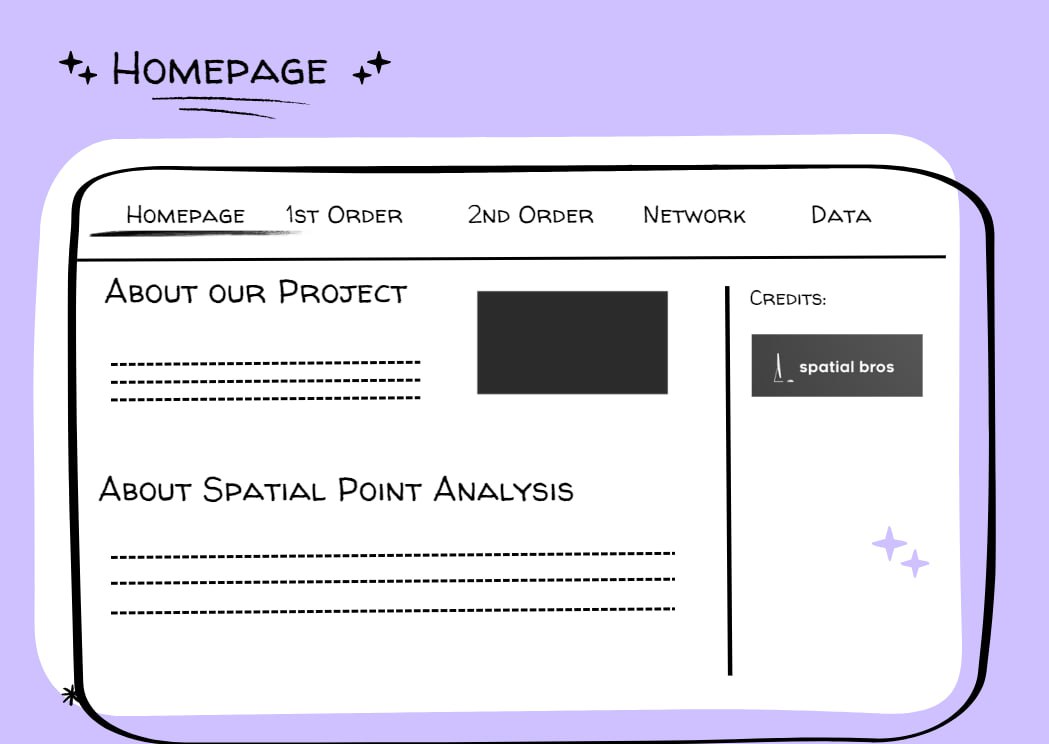 Homepage
Homepage 1st Order 2nd Order Network Data
About our Project
Credits:
spatial bros
About Spatial Point Analysis